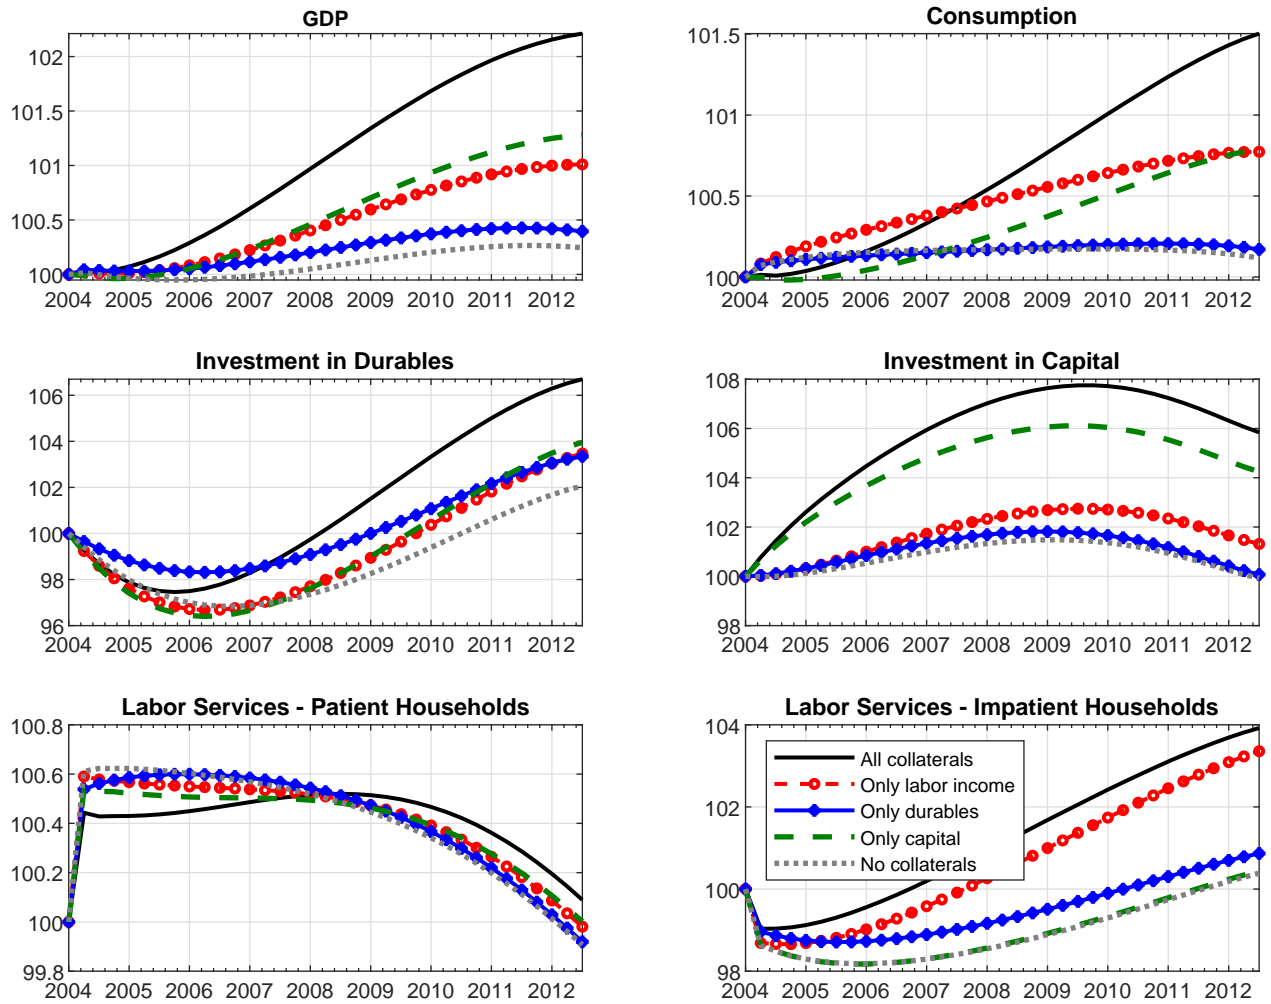 GDP
102
101.5
101
100.5
100
2004 2005 2006 2007 2008 2009 2010 2011 2012
Consumption
101.5
101
100.5
100
2004 2005 2006 2007 2008 2009 2010 2011 2012
Investment in Durables
106
104
102
100
98
96
2004 2005 2006 2007 2008 2009 2010 2011 2012
Investment in Capital
108
106
104
102
100
98
2004 2005 2006 2007 2008 2009 2010 2011 2012
Labor Services - Patient Households
100.8
100.6
100.4
100.2
100
99.8
2004 2005 2006 2007 2008 2009 2010 2011 2012
Labor Services - Impatient Households
104
102
100
98
All collaterals
Only labor income
Only durables
Only capital
No collaterals
2004 2005 2006 2007 2008 2009 2010 2011 2012